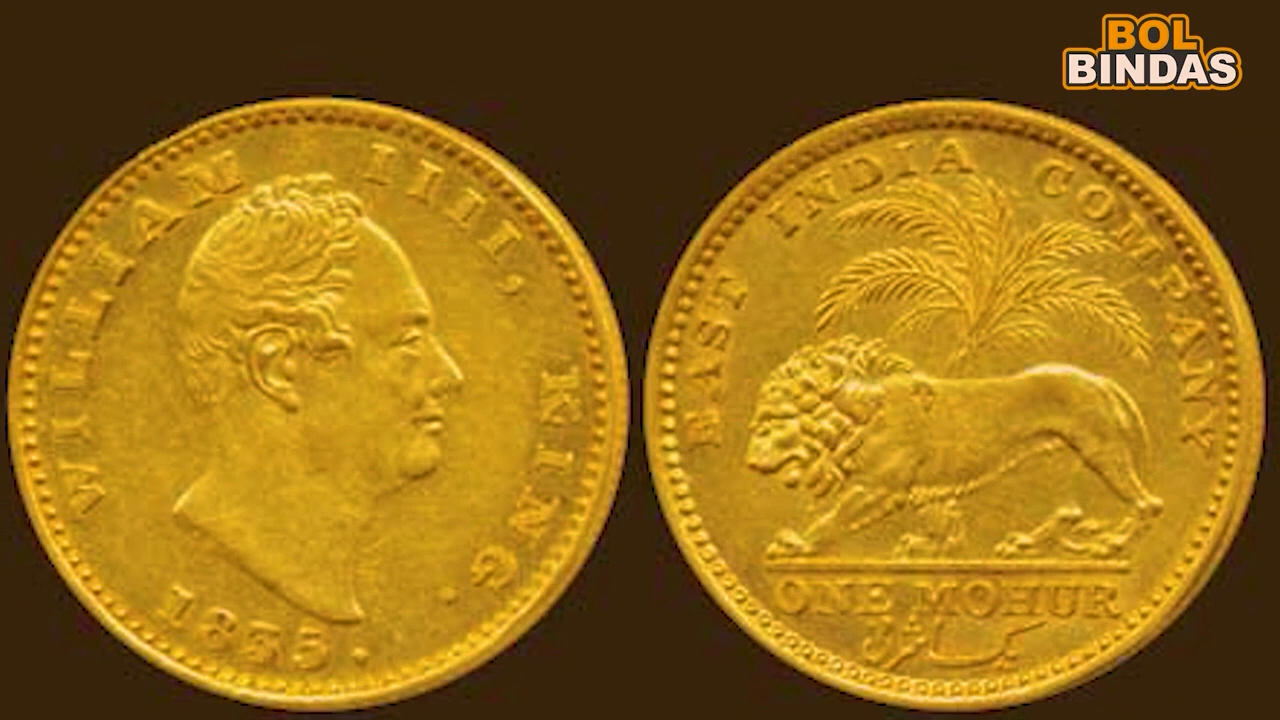 BOL
BINDAS
WILLIAM IIII, KING.
1835.
EAST INDIA COMPANY
ONE MOHUR